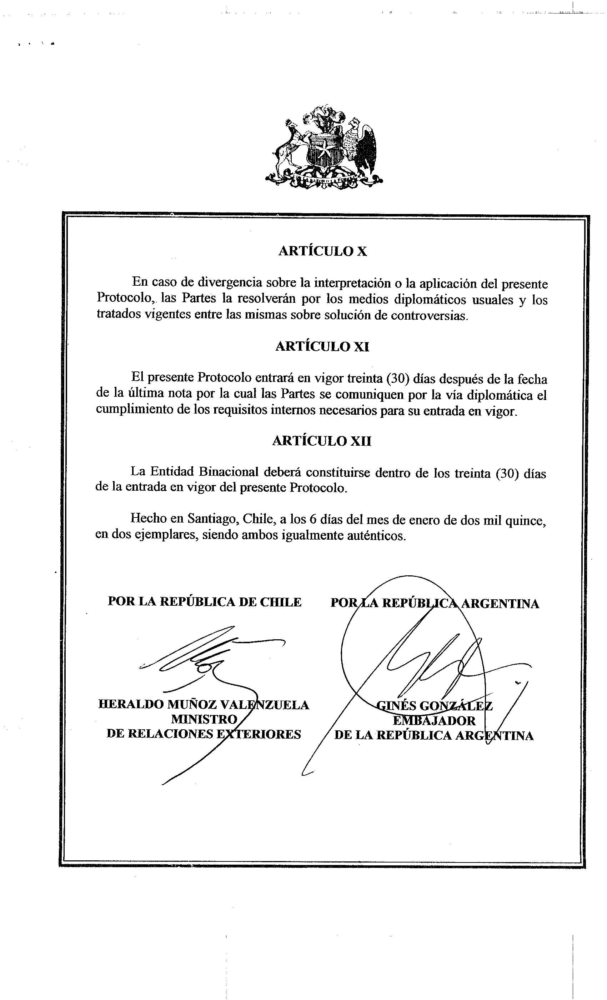 ARTÍCULO X
En caso de divergencia sobre la interpretación o la aplicación del presente
Protocolo, las Partes la resolverán por los medios diplomáticos usuales y los
tratados vigentes entre las mismas sobre solución de controversias.
ARTÍCULO XI
El presente Protocolo entrará en vigor treinta (30) días después de la fecha
de la última nota por la cual las Partes se comuniquen por la vía diplomática el
cumplimiento de los requisitos internos necesarios para su entrada en vigor.
ARTÍCULO XII
La Entidad Binacional deberá constituirse dentro de los treinta (30) días
de la entrada en vigor del presente Protocolo.
Hecho en Santiago, Chile, a los 6 días del mes de enero de dos mil quince,
en dos ejemplares, siendo ambos igualmente auténticos.
POR LA REPÚBLICA DE CHILE
HERALDO MUÑOZ VALENZUELA
MINISTRO
DE RELACIONES EXTERIORES
POR LA REPÚBLICA ARGENTINA
GINÉS GONZÁLEZ
EMBAJADOR
DE LA REPÚBLICA ARGENTINA